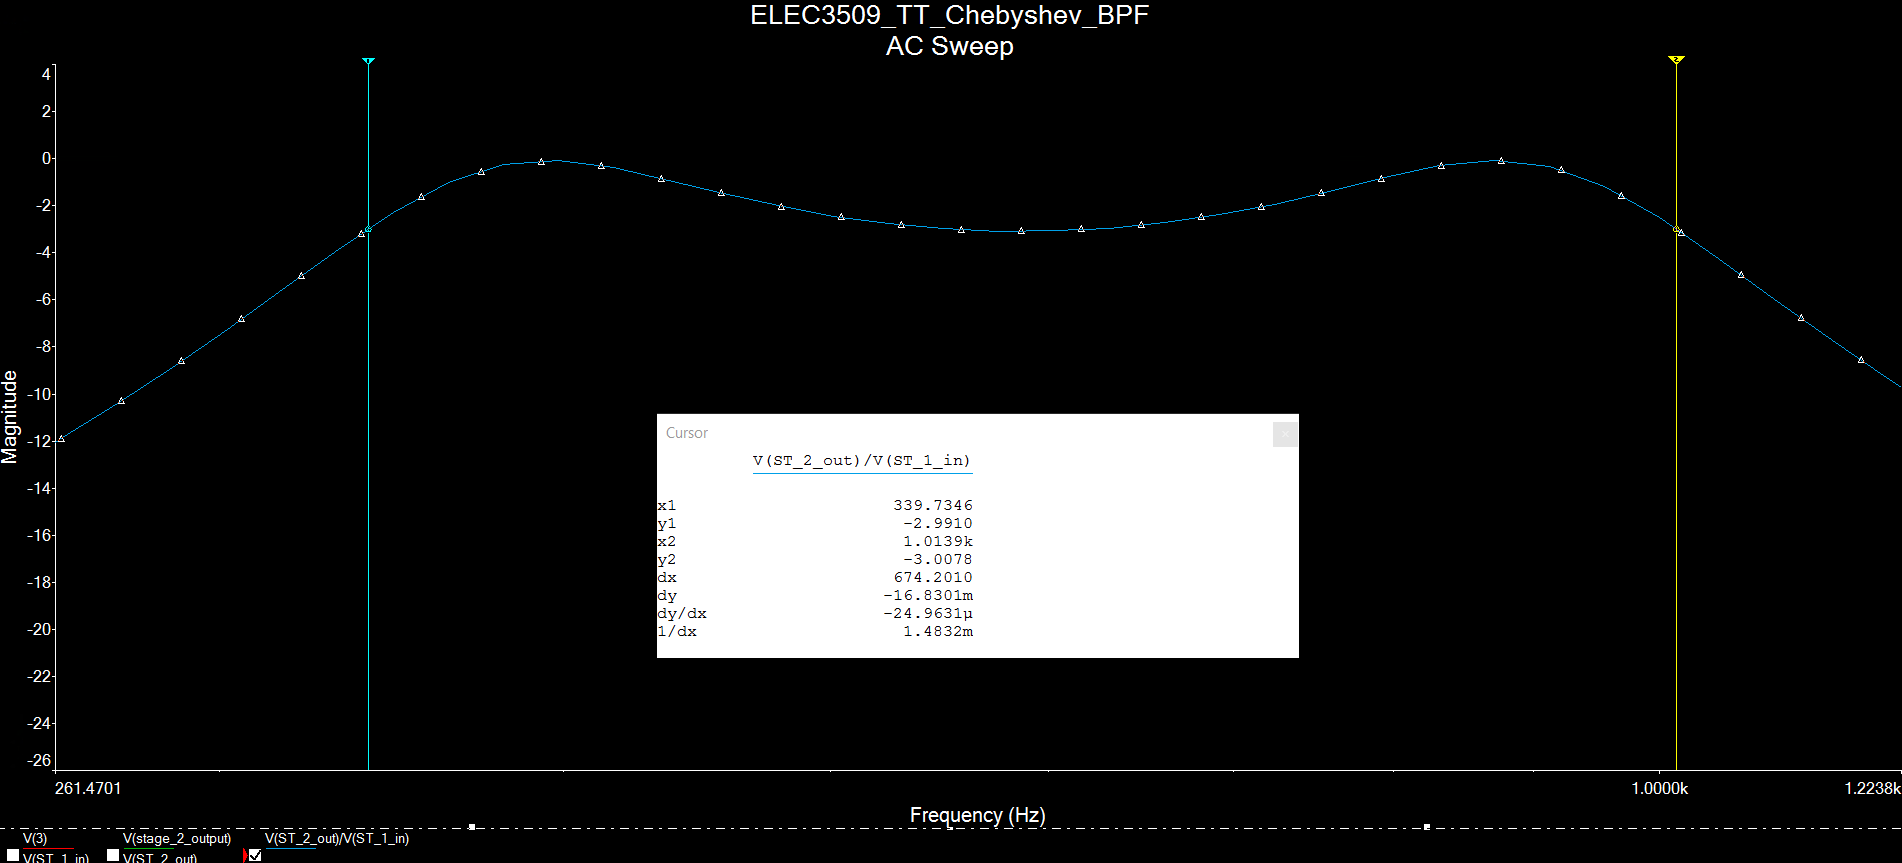 ELEC3509_TT_Chebyshev_BPF
AC Sweep
1
2
4
2
0
-2
-4
-6
-8
-10
-12
-14
-16
-18
-20
-22
-24
-26
Magnitude
Cursor
x
V(ST_2_out)/V(ST_1_in)
x1 339.7346
y1 -2.9910
x2 1.0139k
y2 -3.0078
dx 674.2010
dy -16.8301m
dy/dx -24.9631µ
1/dx 1.4832m
261.4701 1.0000k 1.2238k
Frequency (Hz)
V(3) V(stage_2_output) V(ST_2_out)/V(ST_1_in)
V(ST_1_in) V(ST_2_out)